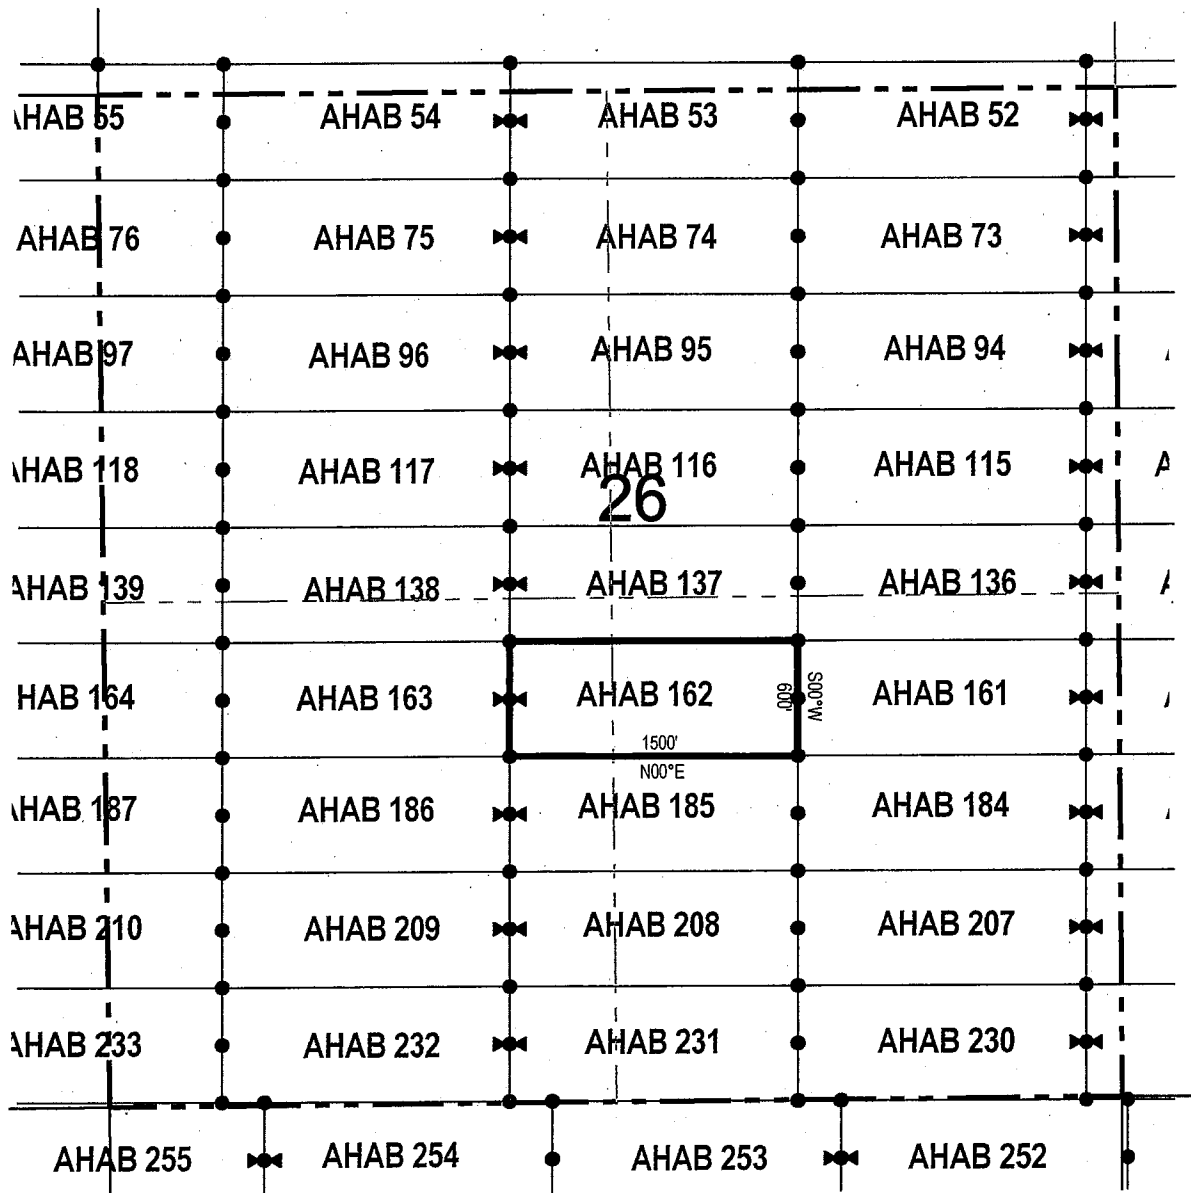 AHAB 55 AHAB 54 AHAB 53 AHAB 52
AHAB 76 AHAB 75 AHAB 74 AHAB 73
AHAB 97 AHAB 96 AHAB 95 AHAB 94
AHAB 118 AHAB 117 AHAB 116 AHAB 115 A
26
AHAB 139 AHAB 138 AHAB 137 AHAB 136
HAB 164 AHAB 163 AHAB 162 600' S00°W AHAB 161
1500'
N00°E
AHAB 187 AHAB 186 AHAB 185 AHAB 184
AHAB 210 AHAB 209 AHAB 208 AHAB 207
AHAB 233 AHAB 232 AHAB 231 AHAB 230
AHAB 255 AHAB 254 AHAB 253 AHAB 252